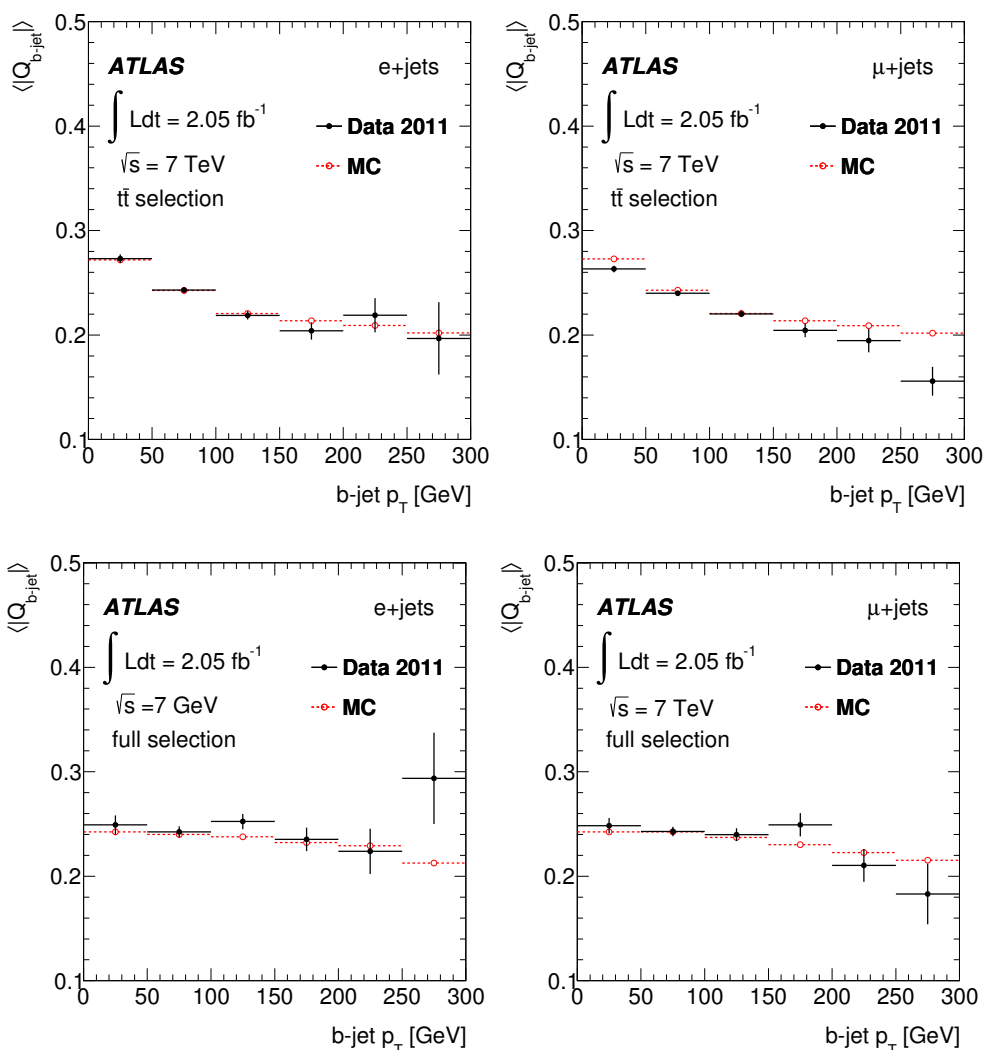 ⟨|Q_b-jet|⟩
0.5
ATLAS e+jets
∫ Ldt = 2.05 fb⁻¹
Data 2011
0.4
√s = 7 TeV
MC
tt̄ selection
0.3
0.2
0.1
0 50 100 150 200 250 300
b-jet p_T [GeV]
⟨|Q_b-jet|⟩
0.5
ATLAS μ+jets
∫ Ldt = 2.05 fb⁻¹
Data 2011
0.4
√s = 7 TeV
MC
tt̄ selection
0.3
0.2
0.1
0 50 100 150 200 250 300
b-jet p_T [GeV]
⟨|Q_b-jet|⟩
0.5
ATLAS e+jets
∫ Ldt = 2.05 fb⁻¹
Data 2011
0.4
√s =7 GeV
MC
full selection
0.3
0.2
0.1
0 50 100 150 200 250 300
b-jet p_T [GeV]
⟨|Q_b-jet|⟩
0.5
ATLAS μ+jets
∫ Ldt = 2.05 fb⁻¹
Data 2011
0.4
√s = 7 TeV
MC
full selection
0.3
0.2
0.1
0 50 100 150 200 250 300
b-jet p_T [GeV]